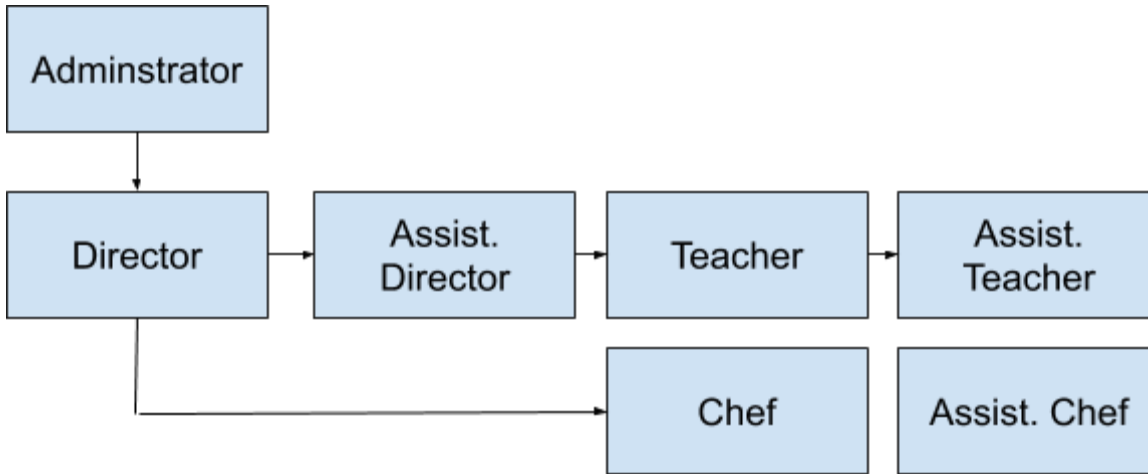 Adminstrator
Director
Assist.
Director
Teacher
Assist.
Teacher
Chef
Assist. Chef